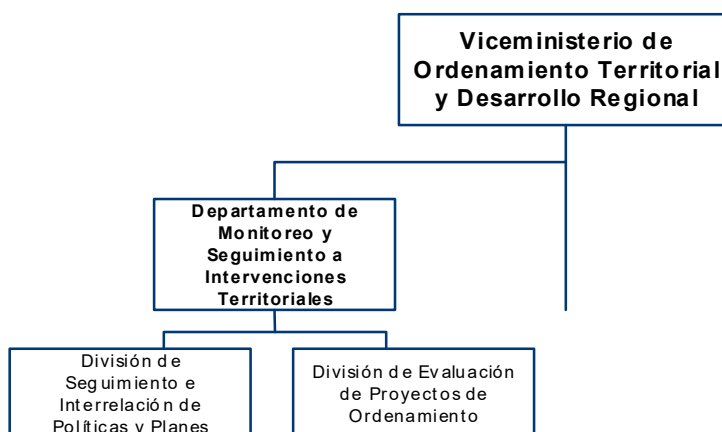 Viceministerio de
Ordenamiento Territorial
y Desarrollo Regional
Departamento de
Monitoreo y
Seguimiento a
Intervenciones
Territoriales
División de
Seguimiento e
Interrelación de
Políticas y Planes
División de Evaluación
de Proyectos de
Ordenamiento